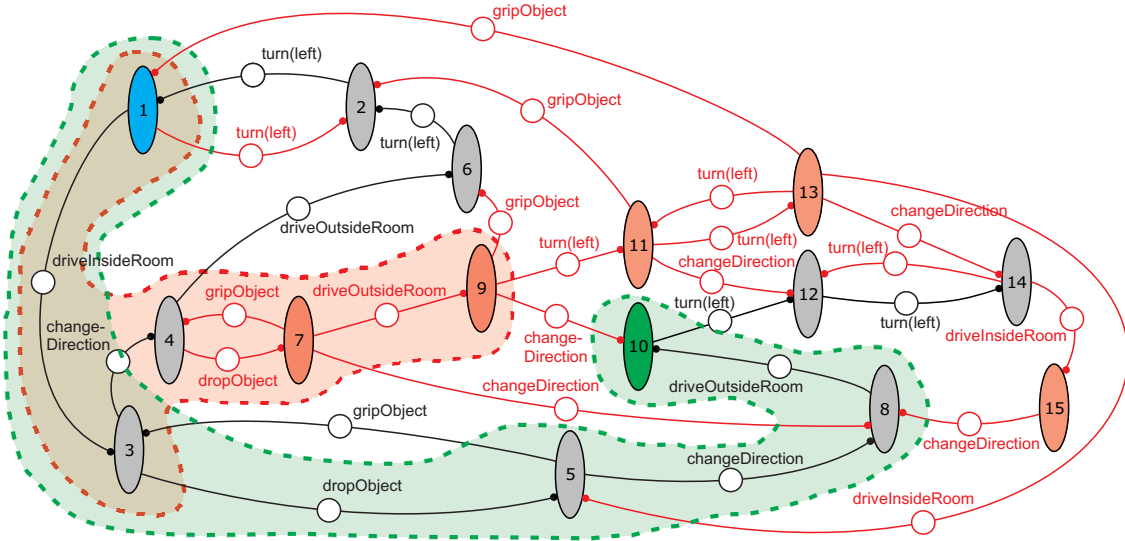 gripObject
turn(left)
1
2
turn(left)
gripObject
turn(left)
6
13
turn(left)
changeDirection
driveOutsideRoom
gripObject
turn(left)
11
turn(left)
turn(left)
driveInsideRoom
changeDirection
9
12
14
gripObject
driveOutsideRoom
turn(left)
turn(left)
change-
Direction
4
7
change-
Direction
10
driveInsideRoom
dropObject
changeDirection
driveOutsideRoom
8
15
gripObject
3
changeDirection
changeDirection
5
dropObject
driveInsideRoom